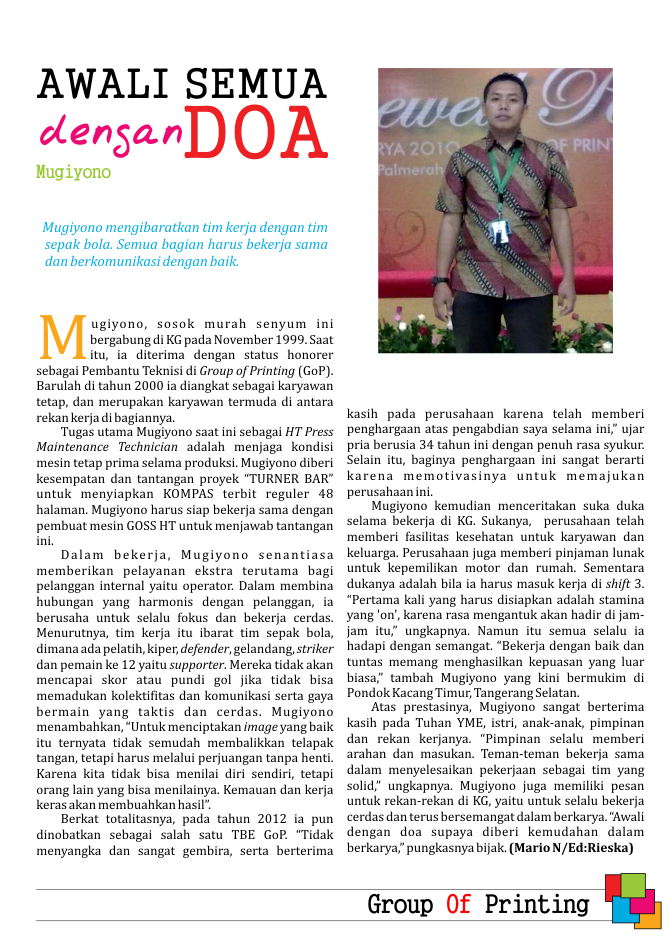 AWALI SEMUA
dengan DOA
Mugiyono
Mugiyono mengibaratkan tim kerja dengan tim
sepak bola. Semua bagian harus bekerja sama
dan berkomunikasi dengan baik.
ewel R
RYA 2010
OF PRINT
Palmerah
Mugiyono, sosok murah senyum ini
bergabung di KG pada November 1999. Saat
itu, ia diterima dengan status honorer
sebagai Pembantu Teknisi di Group of Printing (GoP).
Barulah di tahun 2000 ia diangkat sebagai karyawan
tetap, dan merupakan karyawan termuda di antara
rekan kerja di bagiannya.
Tugas utama Mugiyono saat ini sebagai HT Press
Maintenance Technician adalah menjaga kondisi
mesin tetap prima selama produksi. Mugiyono diberi
kesempatan dan tantangan proyek “TURNER BAR”
untuk menyiapkan KOMPAS terbit reguler 48
halaman. Mugiyono harus siap bekerja sama dengan
pembuat mesin GOSS HT untuk menjawab tantangan
ini.
Dalam bekerja, Mugiyono senantiasa
memberikan pelayanan ekstra terutama bagi
pelanggan internal yaitu operator. Dalam membina
hubungan yang harmonis dengan pelanggan, ia
berusaha untuk selalu fokus dan bekerja cerdas.
Menurutnya, tim kerja itu ibarat tim sepak bola,
dimana ada pelatih, kiper, defender, gelandang, striker
dan pemain ke 12 yaitu supporter. Mereka tidak akan
mencapai skor atau pundi gol jika tidak bisa
memadukan kolektifitas dan komunikasi serta gaya
bermain yang taktis dan cerdas. Mugiyono
menambahkan, “Untuk menciptakan image yang baik
itu ternyata tidak semudah membalikkan telapak
tangan, tetapi harus melalui perjuangan tanpa henti.
Karena kita tidak bisa menilai diri sendiri, tetapi
orang lain yang bisa menilainya. Kemauan dan kerja
keras akan membuahkan hasil”.
Berkat totalitasnya, pada tahun 2012 ia pun
dinobatkan sebagai salah satu TBE GoP. “Tidak
menyangka dan sangat gembira, serta berterima
kasih pada perusahaan karena telah memberi
penghargaan atas pengabdian saya selama ini,” ujar
pria berusia 34 tahun ini dengan penuh rasa syukur.
Selain itu, baginya penghargaan ini sangat berarti
karena memotivasinya untuk memajukan
perusahaan ini.
Mugiyono kemudian menceritakan suka duka
selama bekerja di KG. Sukanya, perusahaan telah
memberi fasilitas kesehatan untuk karyawan dan
keluarga. Perusahaan juga memberi pinjaman lunak
untuk kepemilikan motor dan rumah. Sementara
dukanya adalah bila ia harus masuk kerja di shift 3.
“Pertama kali yang harus disiapkan adalah stamina
yang 'on', karena rasa mengantuk akan hadir di jam-
jam itu,” ungkapnya. Namun itu semua selalu ia
hadapi dengan semangat. “Bekerja dengan baik dan
tuntas memang menghasilkan kepuasan yang luar
biasa,” tambah Mugiyono yang kini bermukim di
Pondok Kacang Timur, Tangerang Selatan.
Atas prestasinya, Mugiyono sangat berterima
kasih pada Tuhan YME, istri, anak-anak, pimpinan
dan rekan kerjanya. “Pimpinan selalu memberi
arahan dan masukan. Teman-teman bekerja sama
dalam menyelesaikan pekerjaan sebagai tim yang
solid,” ungkapnya. Mugiyono juga memiliki pesan
untuk rekan-rekan di KG, yaitu untuk selalu bekerja
cerdas dan terus bersemangat dalam berkarya. “Awali
dengan doa supaya diberi kemudahan dalam
berkarya,” pungkasnya bijak. (Mario N/Ed:Rieska)
Group Of Printing